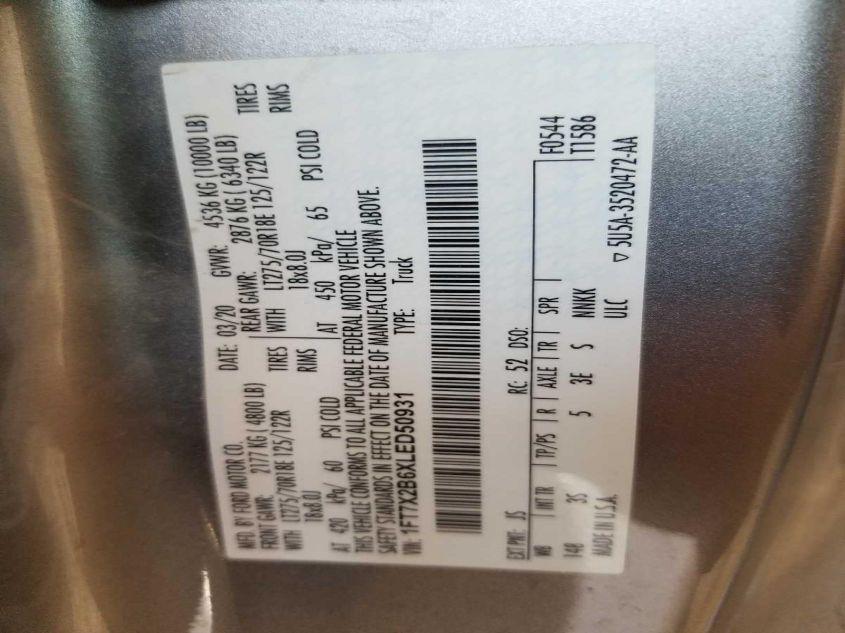 MFD. BY FORD MOTOR CO.
DATE: 03/20 GVWR: 4536 KG (10000 LB)
FRONT GAWR: 2177 KG ( 4800 LB) REAR GAWR: 2876 KG ( 6340 LB)
WITH LT275/70R18E 125/122R TIRES WITH LT275/70R18E 125/122R TIRES
18x8.0J RIMS 18x8.0J RIMS
AT 420 kPa/ 60 PSI COLD AT 450 kPa/ 65 PSI COLD
THIS VEHICLE CONFORMS TO ALL APPLICABLE FEDERAL MOTOR VEHICLE
SAFETY STANDARDS IN EFFECT ON THE DATE OF MANUFACTURE SHOWN ABOVE.
VIN: 1FT7X2B6XLED50931 TYPE: Truck
EXT PNT: JS RC: 52 DSO:
WB INT TR TP/PS R AXLE TR SPR F0544
148 3S 5 3E S NNKK T1586
MADE IN U.S.A. ULC ▽ 5U5A-3520472-AA